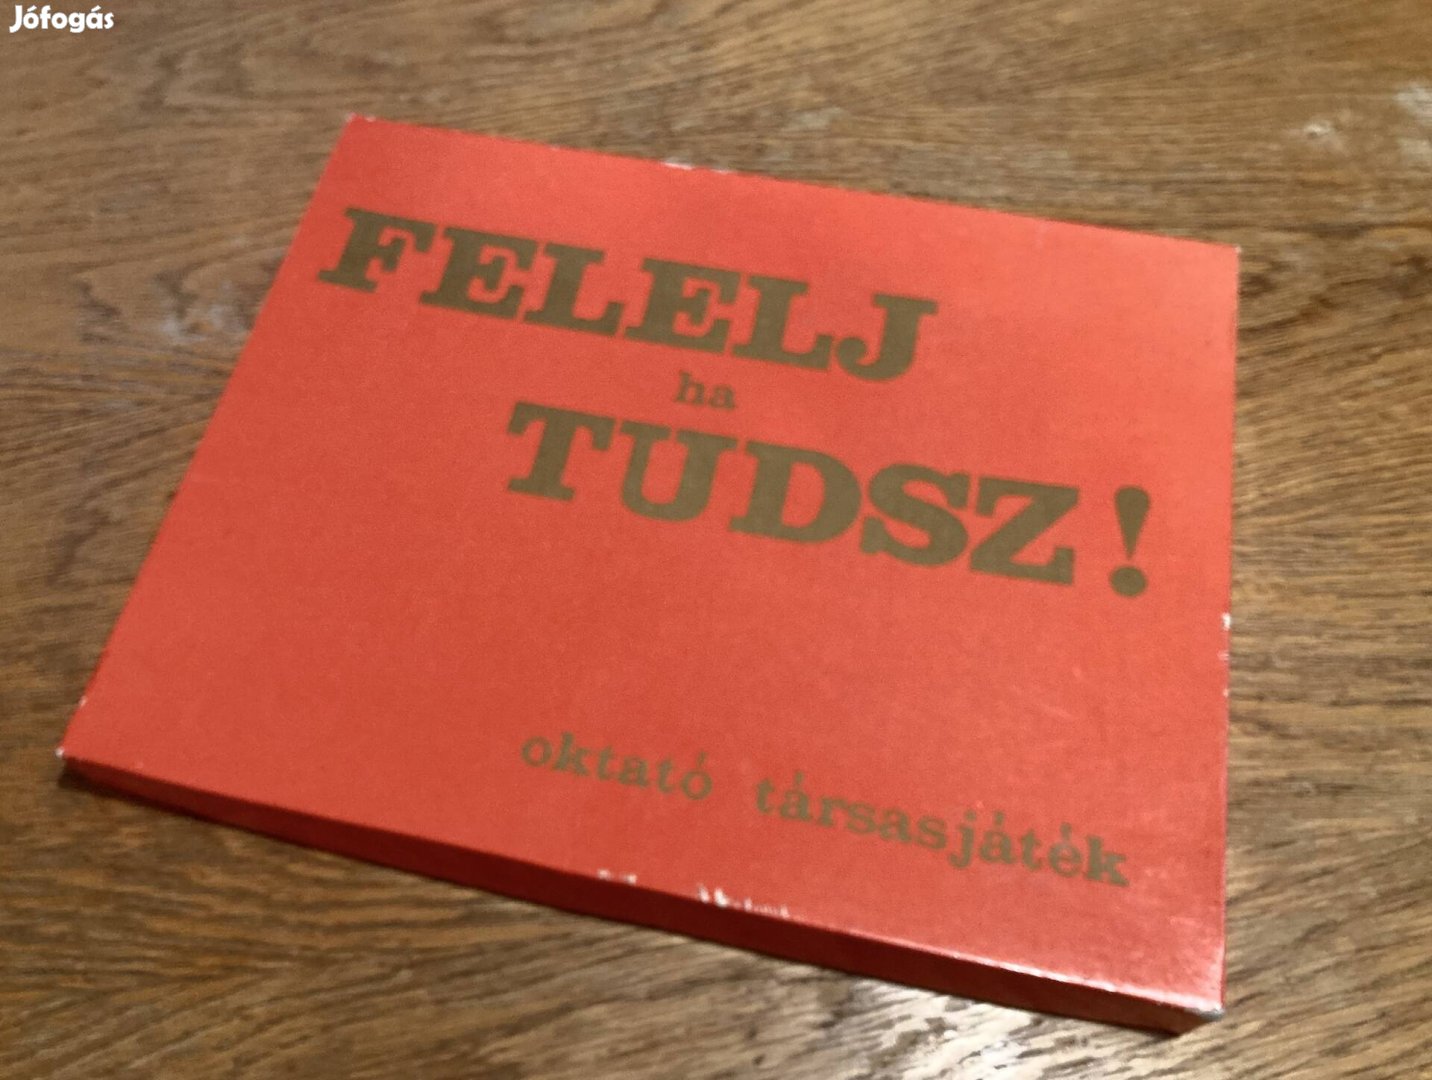 Jófogás
FELELJ
ha
TUDSZ!
oktató társasjáték